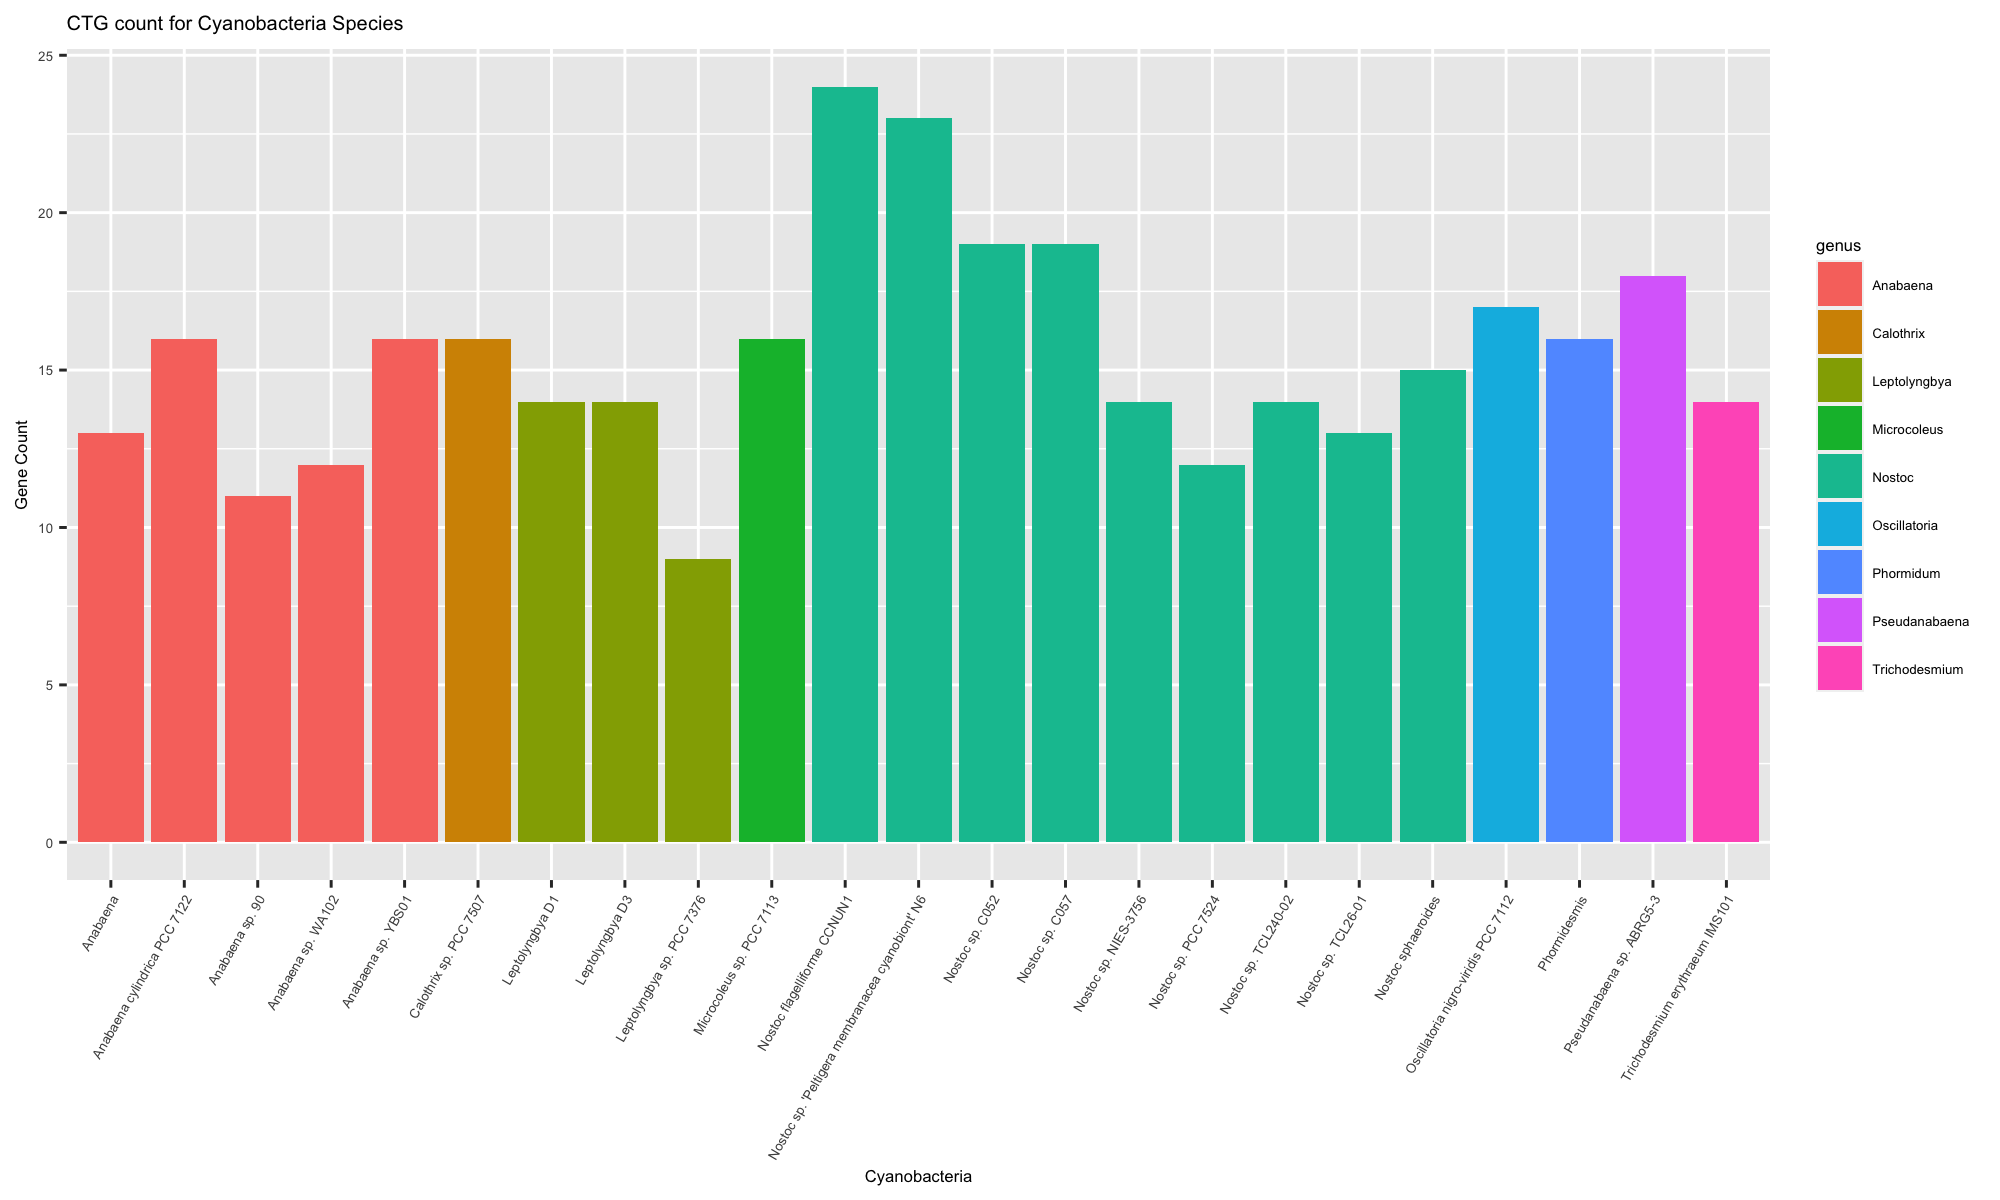 CTG count for Cyanobacteria Species
25
20
15
10
5
0
Gene Count
Anabaena
Anabaena cylindrica PCC 7122
Anabaena sp. 90
Anabaena sp. WA102
Anabaena sp. YBS01
Calothrix sp. PCC 7507
Leptolyngbya D1
Leptolyngbya D3
Leptolyngbya sp. PCC 7376
Microcoleus sp. PCC 7113
Nostoc flagelliforme CCNUN1
Nostoc sp. 'Peltigera membranacea cyanobiont' N6
Nostoc sp. C052
Nostoc sp. C057
Nostoc sp. NIES-3756
Nostoc sp. PCC 7524
Nostoc sp. TCL240-02
Nostoc sp. TCL26-01
Nostoc sphaeroides
Oscillatoria nigro-viridis PCC 7112
Phormidesmis
Pseudanabaena sp. ABRG5-3
Trichodesmium erythraeum IMS101
Cyanobacteria
genus
Anabaena
Calothrix
Leptolyngbya
Microcoleus
Nostoc
Oscillatoria
Phormidum
Pseudanabaena
Trichodesmium